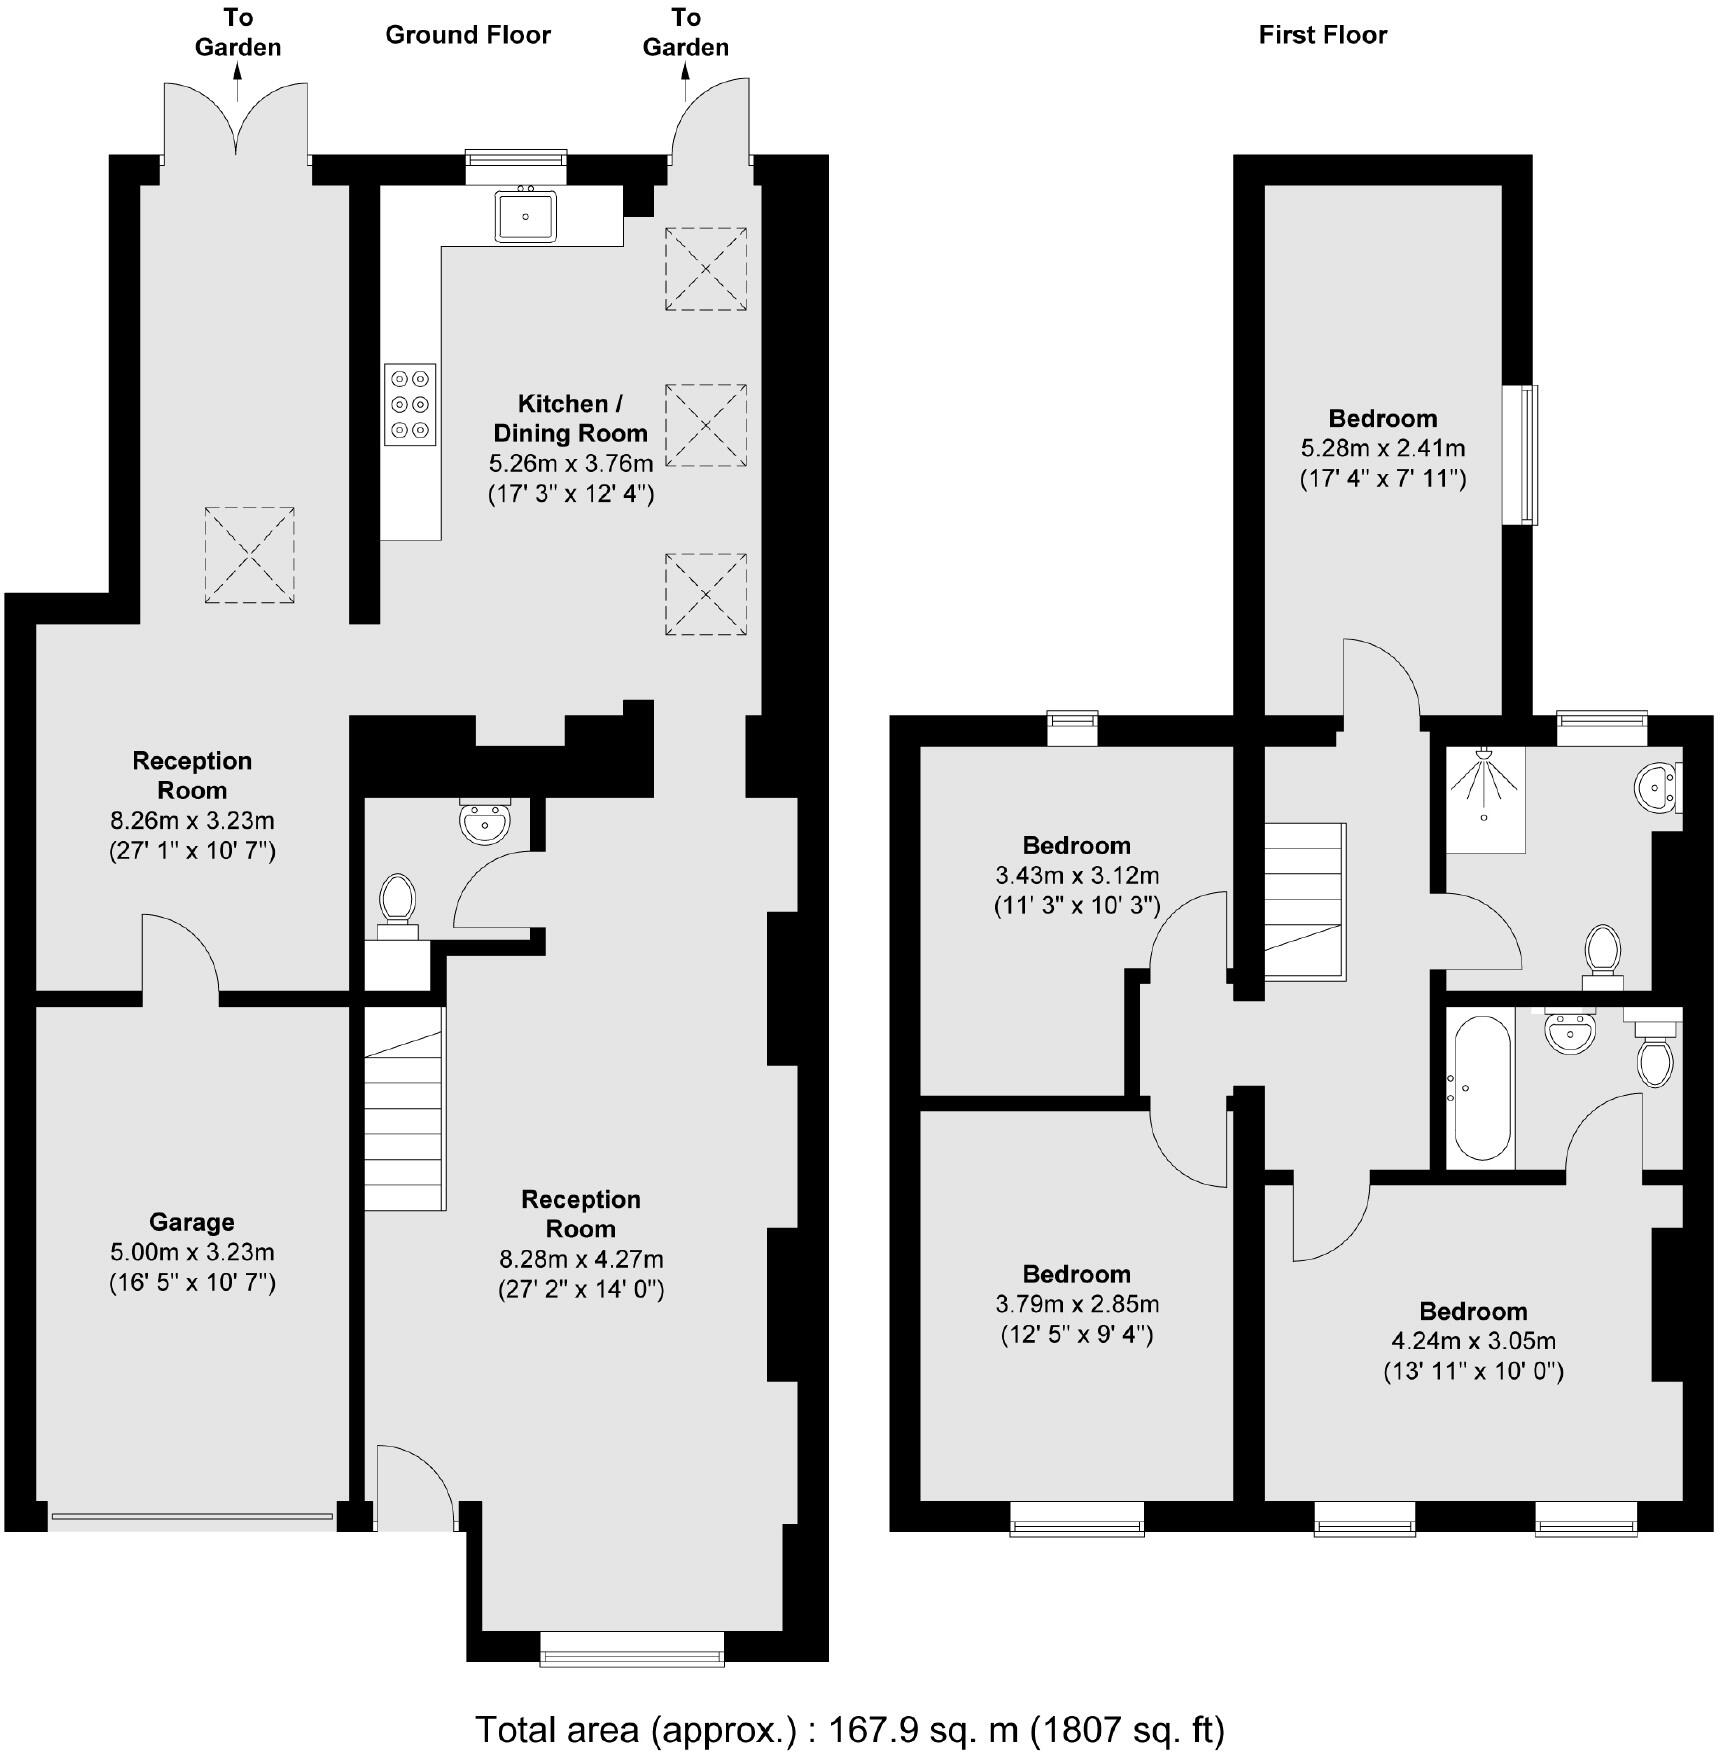 To
Garden
Ground Floor
To
Garden
First Floor
Kitchen /
Dining Room
5.26m x 3.76m
(17' 3" x 12' 4")
Reception
Room
8.26m x 3.23m
(27' 1" x 10' 7")
Garage
5.00m x 3.23m
(16' 5" x 10' 7")
Reception
Room
8.28m x 4.27m
(27' 2" x 14' 0")
Bedroom
5.28m x 2.41m
(17' 4" x 7' 11")
Bedroom
3.43m x 3.12m
(11' 3" x 10' 3")
Bedroom
3.79m x 2.85m
(12' 5" x 9' 4")
Bedroom
4.24m x 3.05m
(13' 11" x 10' 0")
Total area (approx.) : 167.9 sq. m (1807 sq. ft)